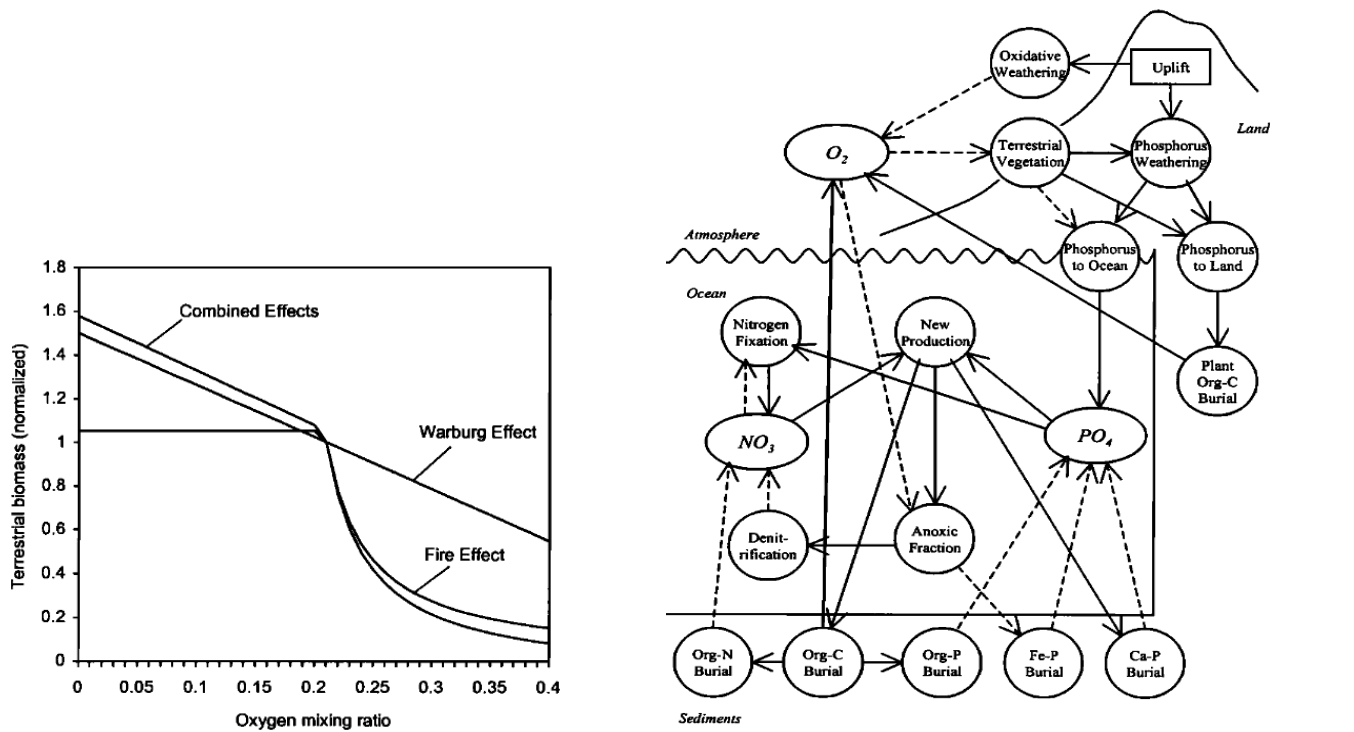 1.8
1.6
1.4
1.2
1
0.8
0.6
0.4
0.2
0
0
0.05
0.1
0.15
0.2
0.25
0.3
0.35
0.4
Terrestrial biomass (normalized)
Oxygen mixing ratio
Combined Effects
Warburg Effect
Fire Effect
Oxidative
Weathering
Uplift
Land
O2
Terrestrial
Vegetation
Phosphorus
Weathering
Atmosphere
Phosphorus
to Ocean
Phosphorus
to Land
Ocean
Nitrogen
Fixation
New
Production
Plant
Org-C
Burial
NO3
PO4
Denit-
rification
Anoxic
Fraction
Org-N
Burial
Org-C
Burial
Org-P
Burial
Fe-P
Burial
Ca-P
Burial
Sediments